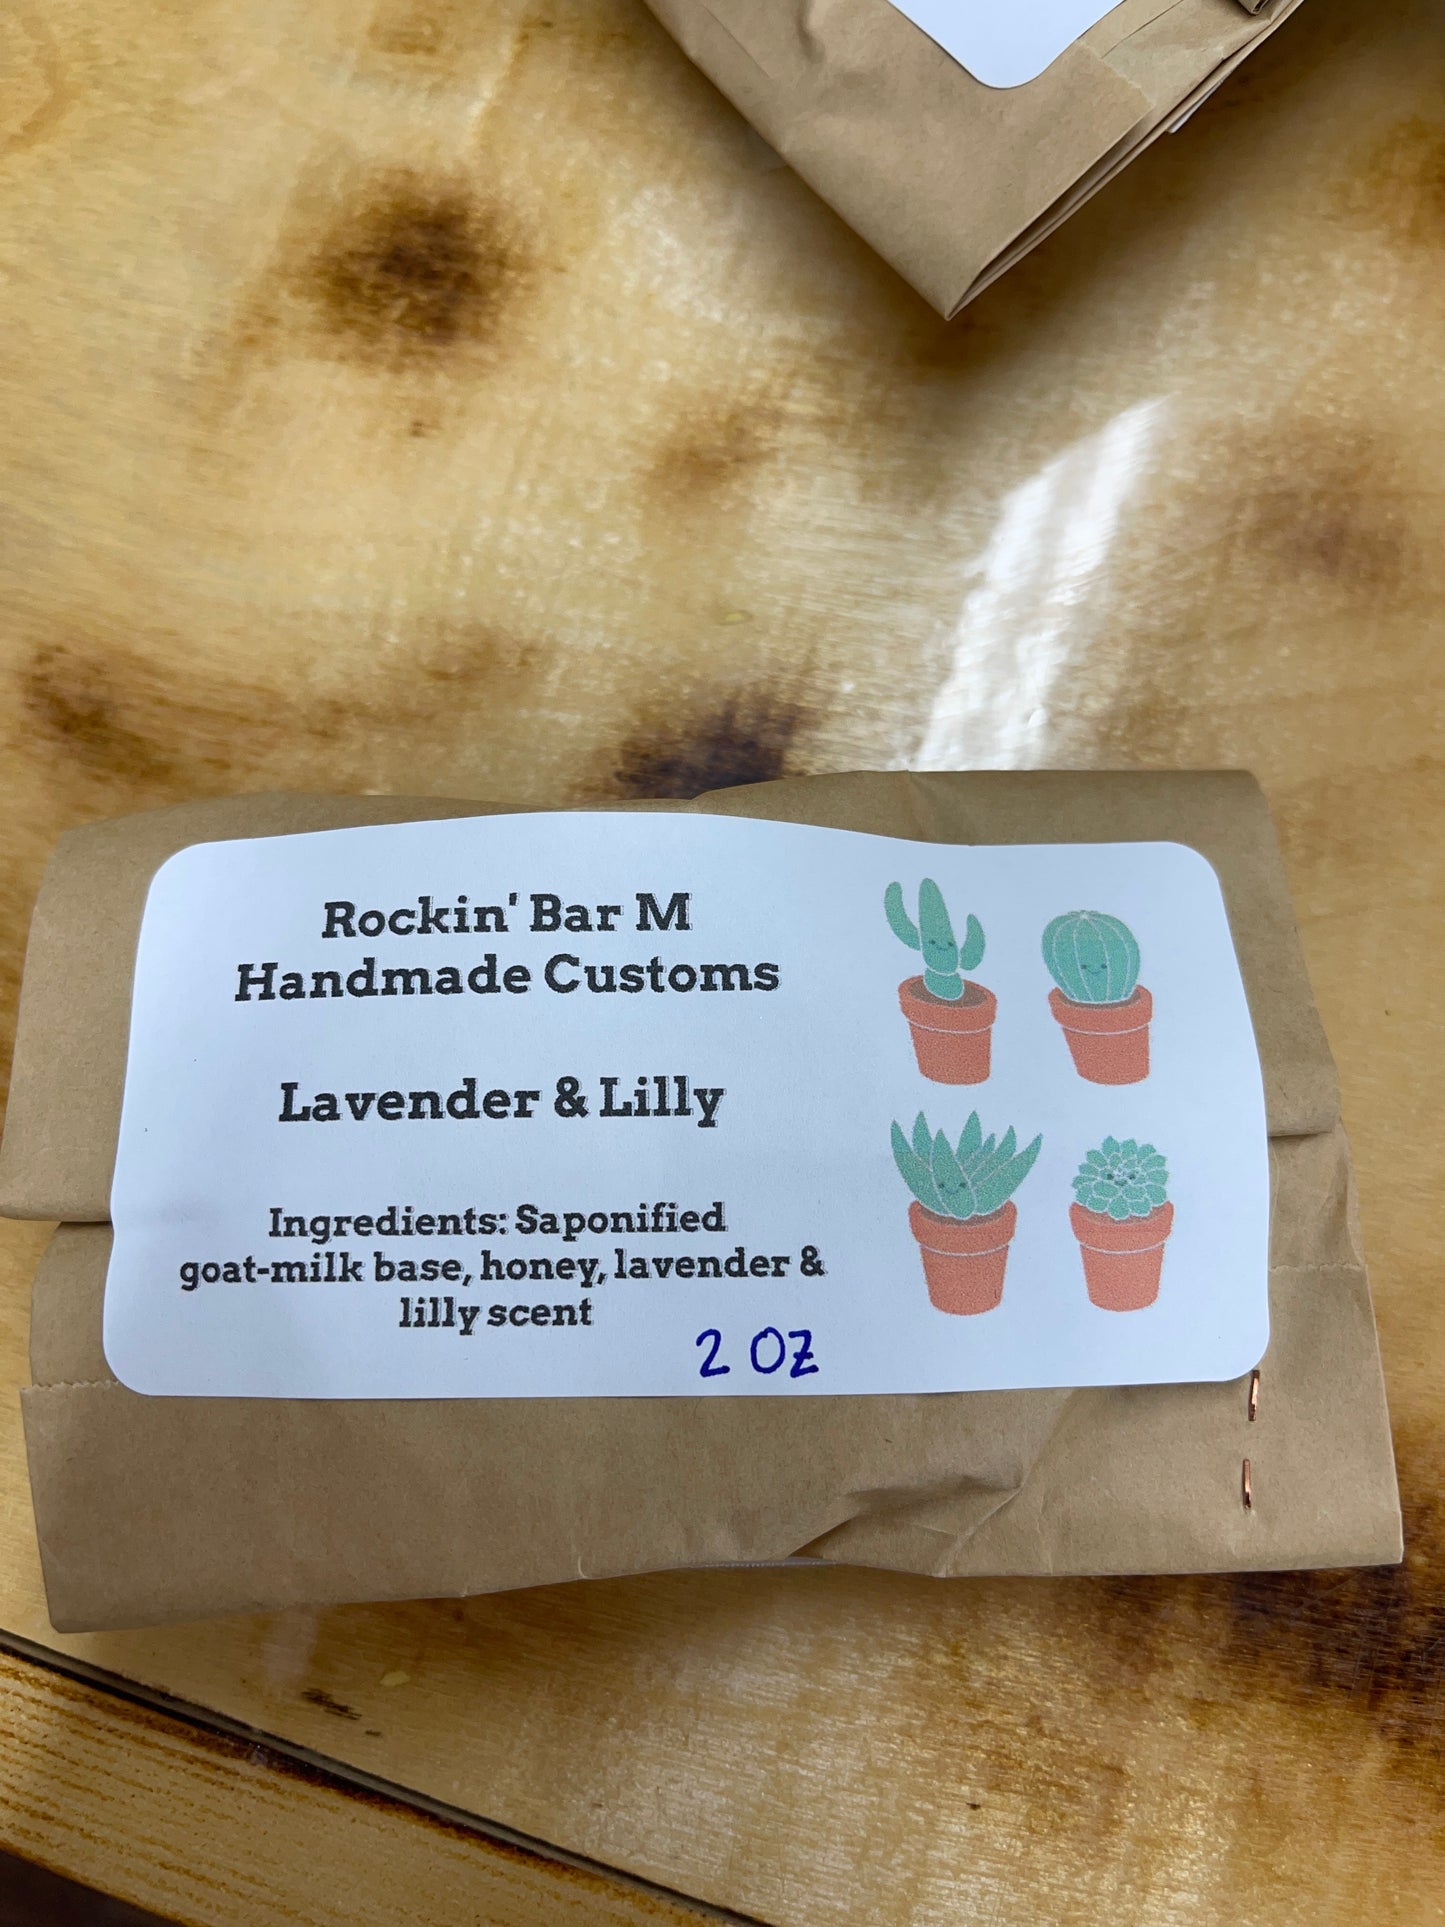 Rockin' Bar M
Handmade Customs
Lavender & Lilly
Ingredients: Saponified
goat-milk base, honey, lavender &
lilly scent
2 OZ